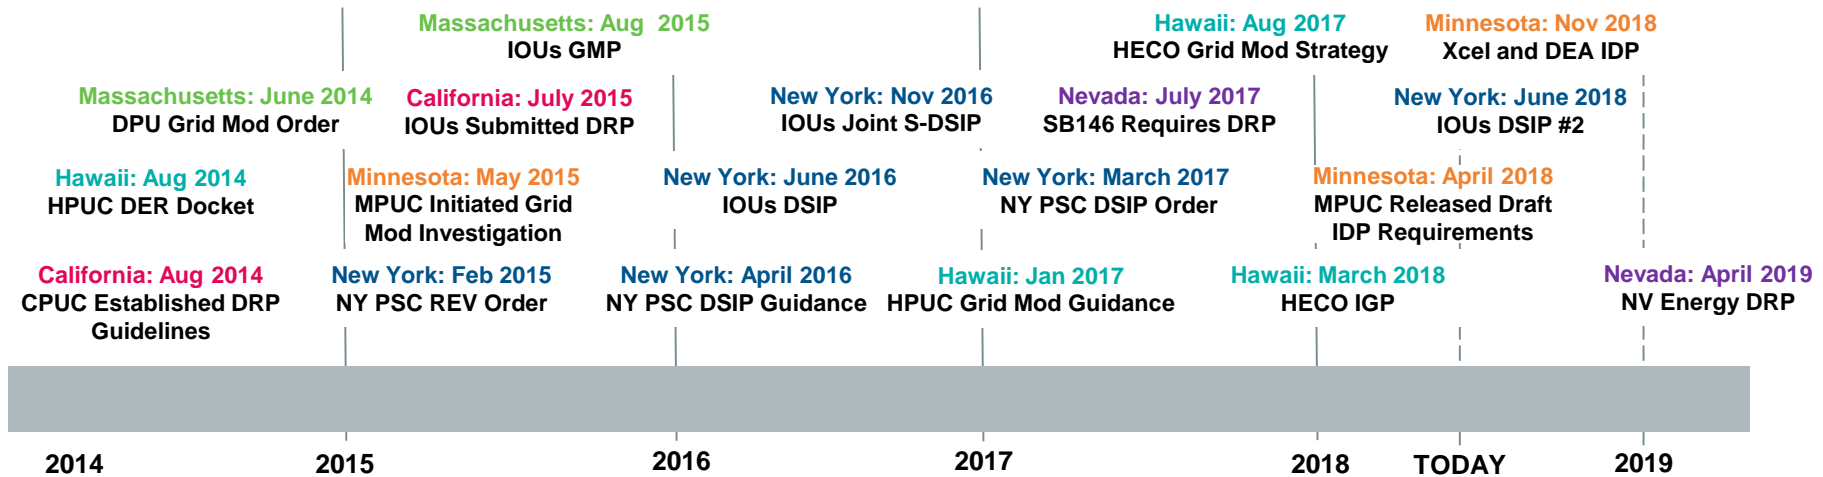 Massachusetts: Aug 2015
IOUs GMP
Hawaii: Aug 2017
HECO Grid Mod Strategy
Minnesota: Nov 2018
Xcel and DEA IDP
Massachusetts: June 2014
DPU Grid Mod Order
California: July 2015
IOUs Submitted DRP
New York: Nov 2016
IOUs Joint S-DSIP
Nevada: July 2017
SB146 Requires DRP
New York: June 2018
IOUs DSIP #2
Hawaii: Aug 2014
HPUC DER Docket
Minnesota: May 2015
MPUC Initiated Grid
Mod Investigation
New York: June 2016
IOUs DSIP
New York: March 2017
NY PSC DSIP Order
Minnesota: April 2018
MPUC Released Draft
IDP Requirements
California: Aug 2014
CPUC Established DRP
Guidelines
New York: Feb 2015
NY PSC REV Order
New York: April 2016
NY PSC DSIP Guidance
Hawaii: Jan 2017
HPUC Grid Mod Guidance
Hawaii: March 2018
HECO IGP
Nevada: April 2019
NV Energy DRP
2014
2015
2016
2017
2018
TODAY
2019